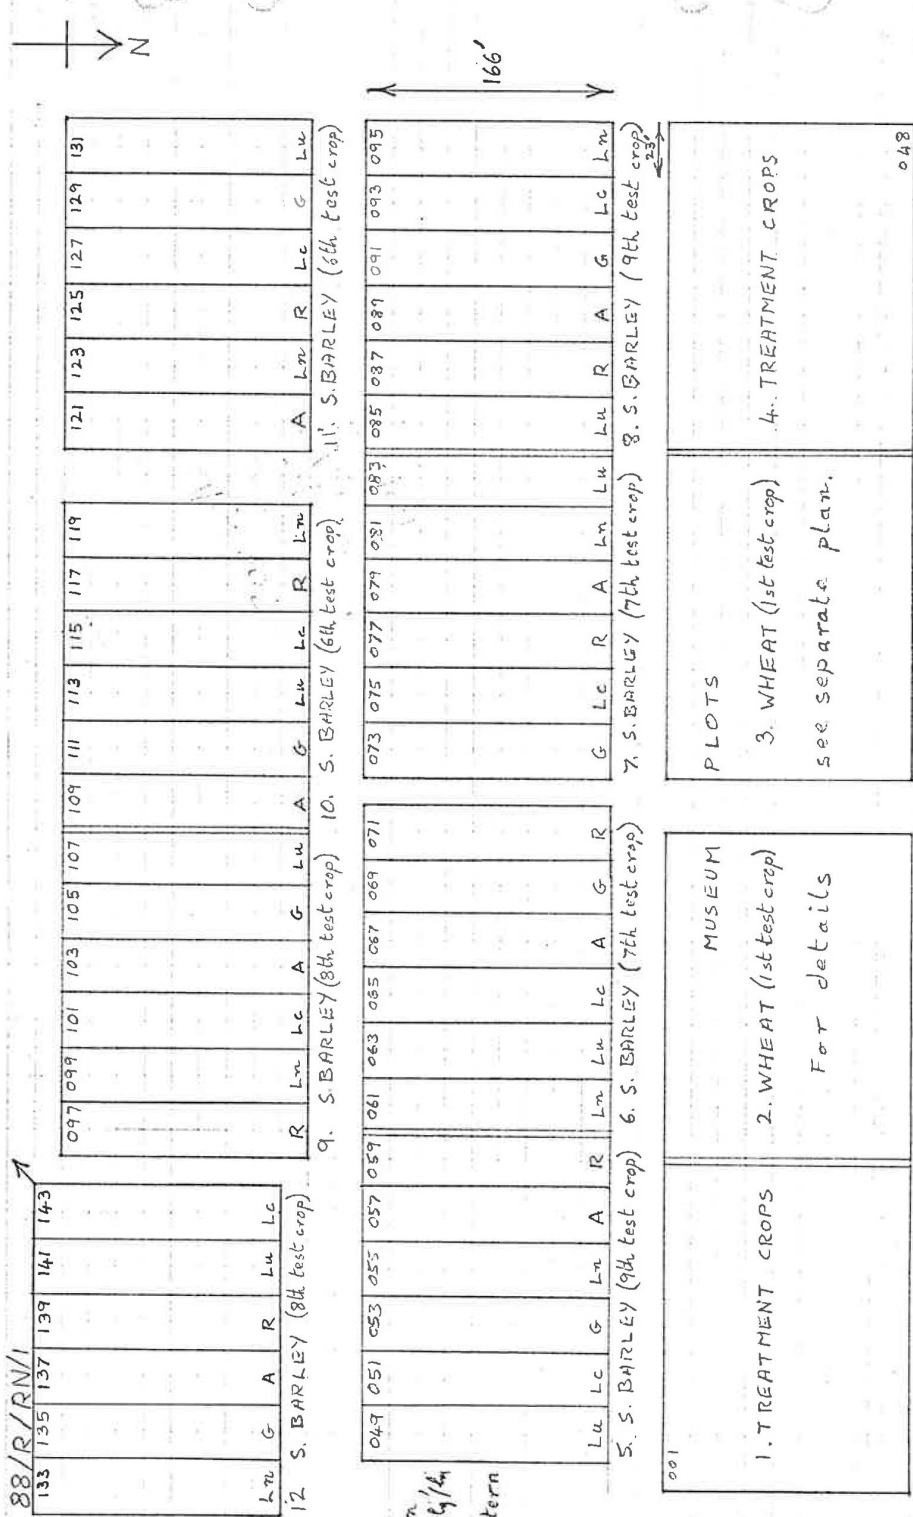 88/R/RN/1
N
133 135 137 139 141 143
Ln G A R Lu Lc
12 S. BARLEY (8th test crop)
097 099 101 103 105 107 109 111 113 115 117 119
R Ln Lc A G Lu A G Lu Lc R Ln
9. S. BARLEY (8th test crop) 10. S. BARLEY (6th test crop)
121 123 125 127 129 131
A Ln R Lc G Lu
11. S. BARLEY (6th test crop)
049 051 053 055 057 059 061 063 065 067 069 071
Lu Lc G Ln A R Ln Lu Lc A G R
5. S. BARLEY (9th test crop) 6. S. BARLEY (7th test crop)
073 075 077 079 081 083 085 087 089 091 093 095
G Lc R A Ln Lu Lu R A G Lc Ln
7. S. BARLEY (7th test crop) 8. S. BARLEY (9th test crop)
166'
23'
n
tern
001
MUSEUM PLOTS
1. TREATMENT CROPS 2. WHEAT (1st test crop) 3. WHEAT (1st test crop) 4. TREATMENT CROPS
For details see separate plan.
048